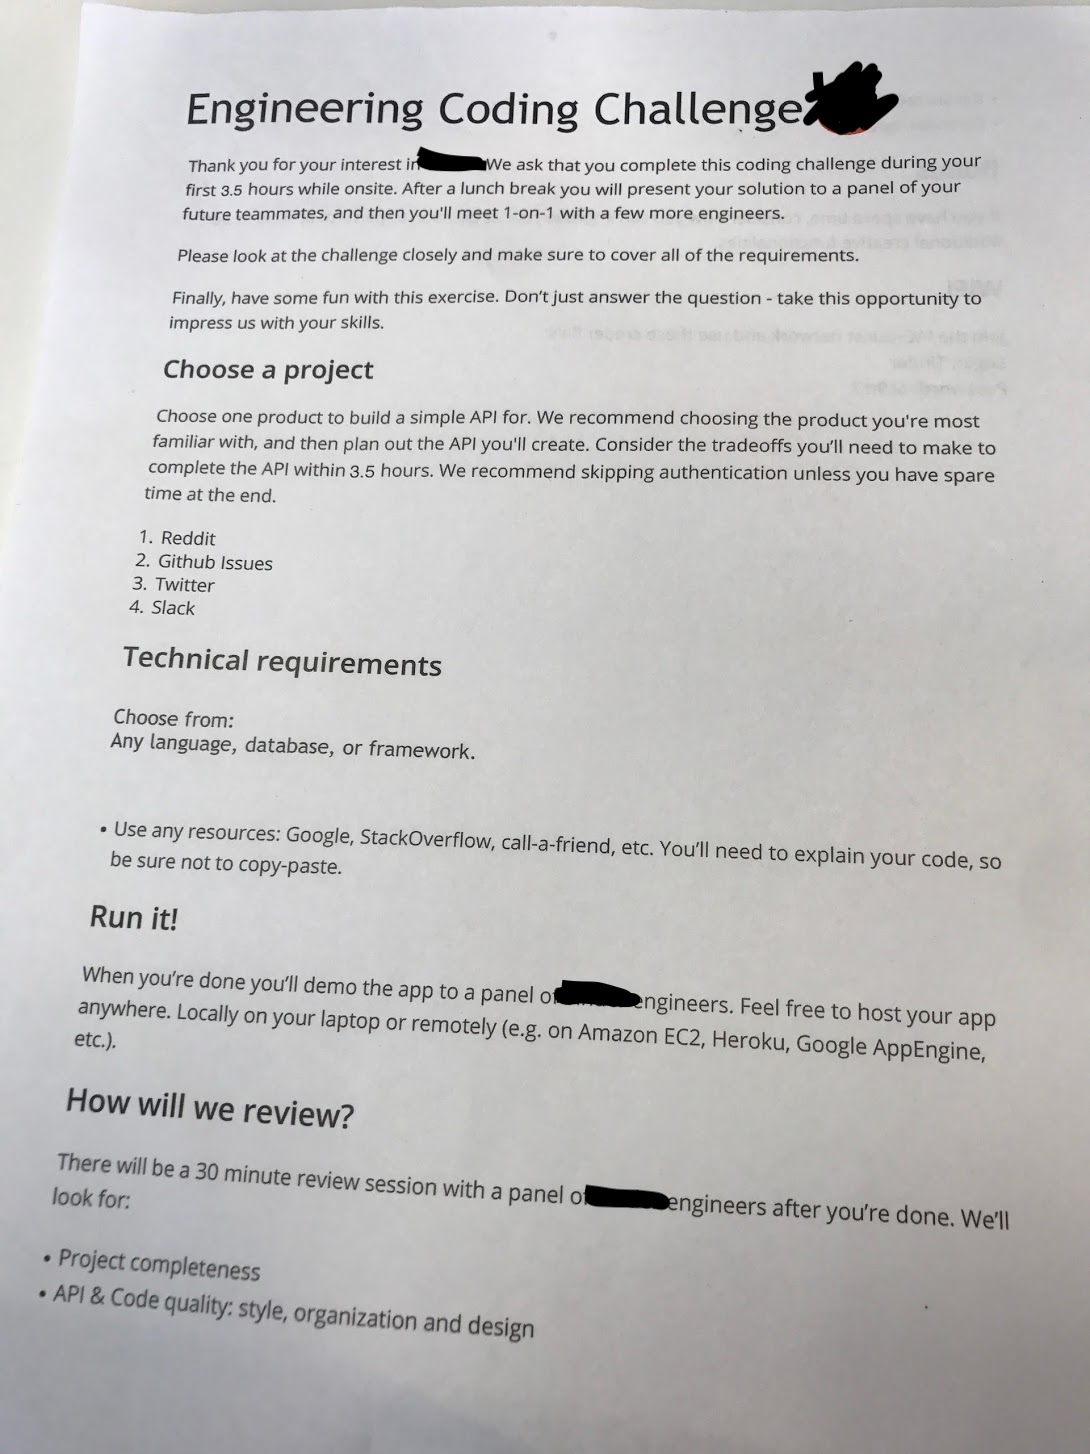 Engineering Coding Challenge
Thank you for your interest in We ask that you complete this coding challenge during your
first 3.5 hours while onsite. After a lunch break you will present your solution to a panel of your
future teammates, and then you'll meet 1-on-1 with a few more engineers.
Please look at the challenge closely and make sure to cover all of the requirements.
Finally, have some fun with this exercise. Don't just answer the question - take this opportunity to
impress us with your skills.
Choose a project
Choose one product to build a simple API for. We recommend choosing the product you're most
familiar with, and then plan out the API you'll create. Consider the tradeoffs you'll need to make to
complete the API within 3.5 hours. We recommend skipping authentication unless you have spare
time at the end.
1. Reddit
2. Github Issues
3. Twitter
4. Slack
Technical requirements
Choose from:
Any language, database, or framework.
• Use any resources: Google, StackOverflow, call-a-friend, etc. You'll need to explain your code, so
be sure not to copy-paste.
Run it!
When you're done you'll demo the app to a panel of engineers. Feel free to host your app
anywhere. Locally on your laptop or remotely (e.g. on Amazon EC2, Heroku, Google AppEngine,
etc.).
How will we review?
There will be a 30 minute review session with a panel of engineers after you're done. We'll
look for:
• Project completeness
• API & Code quality: style, organization and design